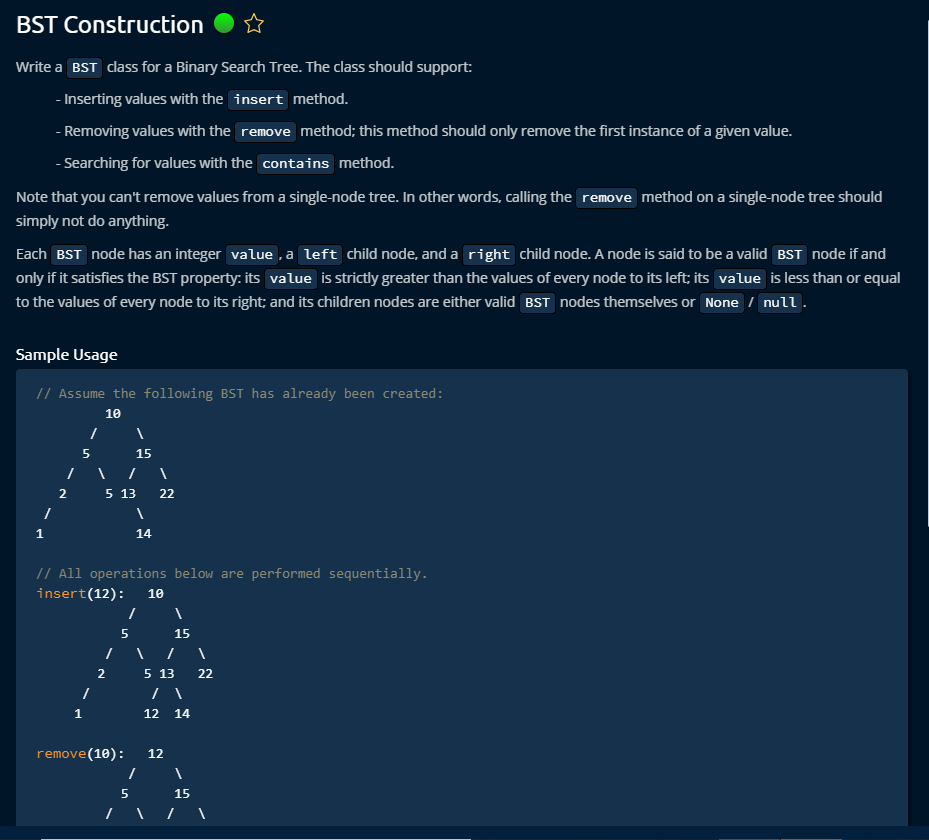 BST Construction
Write a BST class for a Binary Search Tree. The class should support:
- Inserting values with the insert method.
- Removing values with the remove method; this method should only remove the first instance of a given value.
- Searching for values with the contains method.
Note that you can't remove values from a single-node tree. In other words, calling the remove method on a single-node tree should
simply not do anything.
Each BST node has an integer value, a left child node, and a right child node. A node is said to be a valid BST node if and
only if it satisfies the BST property: its value is strictly greater than the values of every node to its left; its value is less than or equal
to the values of every node to its right; and its children nodes are either valid BST nodes themselves or None / null.
Sample Usage
// Assume the following BST has already been created:
         10
       /     \
      5      15
    /   \   /   \
   2     5 13   22
 /            \
1            14
// All operations below are performed sequentially.
insert(12):   10
            /     \
           5      15
         /   \   /   \
        2     5 13   22
      /        /  \
     1        12  14
remove(10):   12
            /     \
           5      15
         /   \   /   \